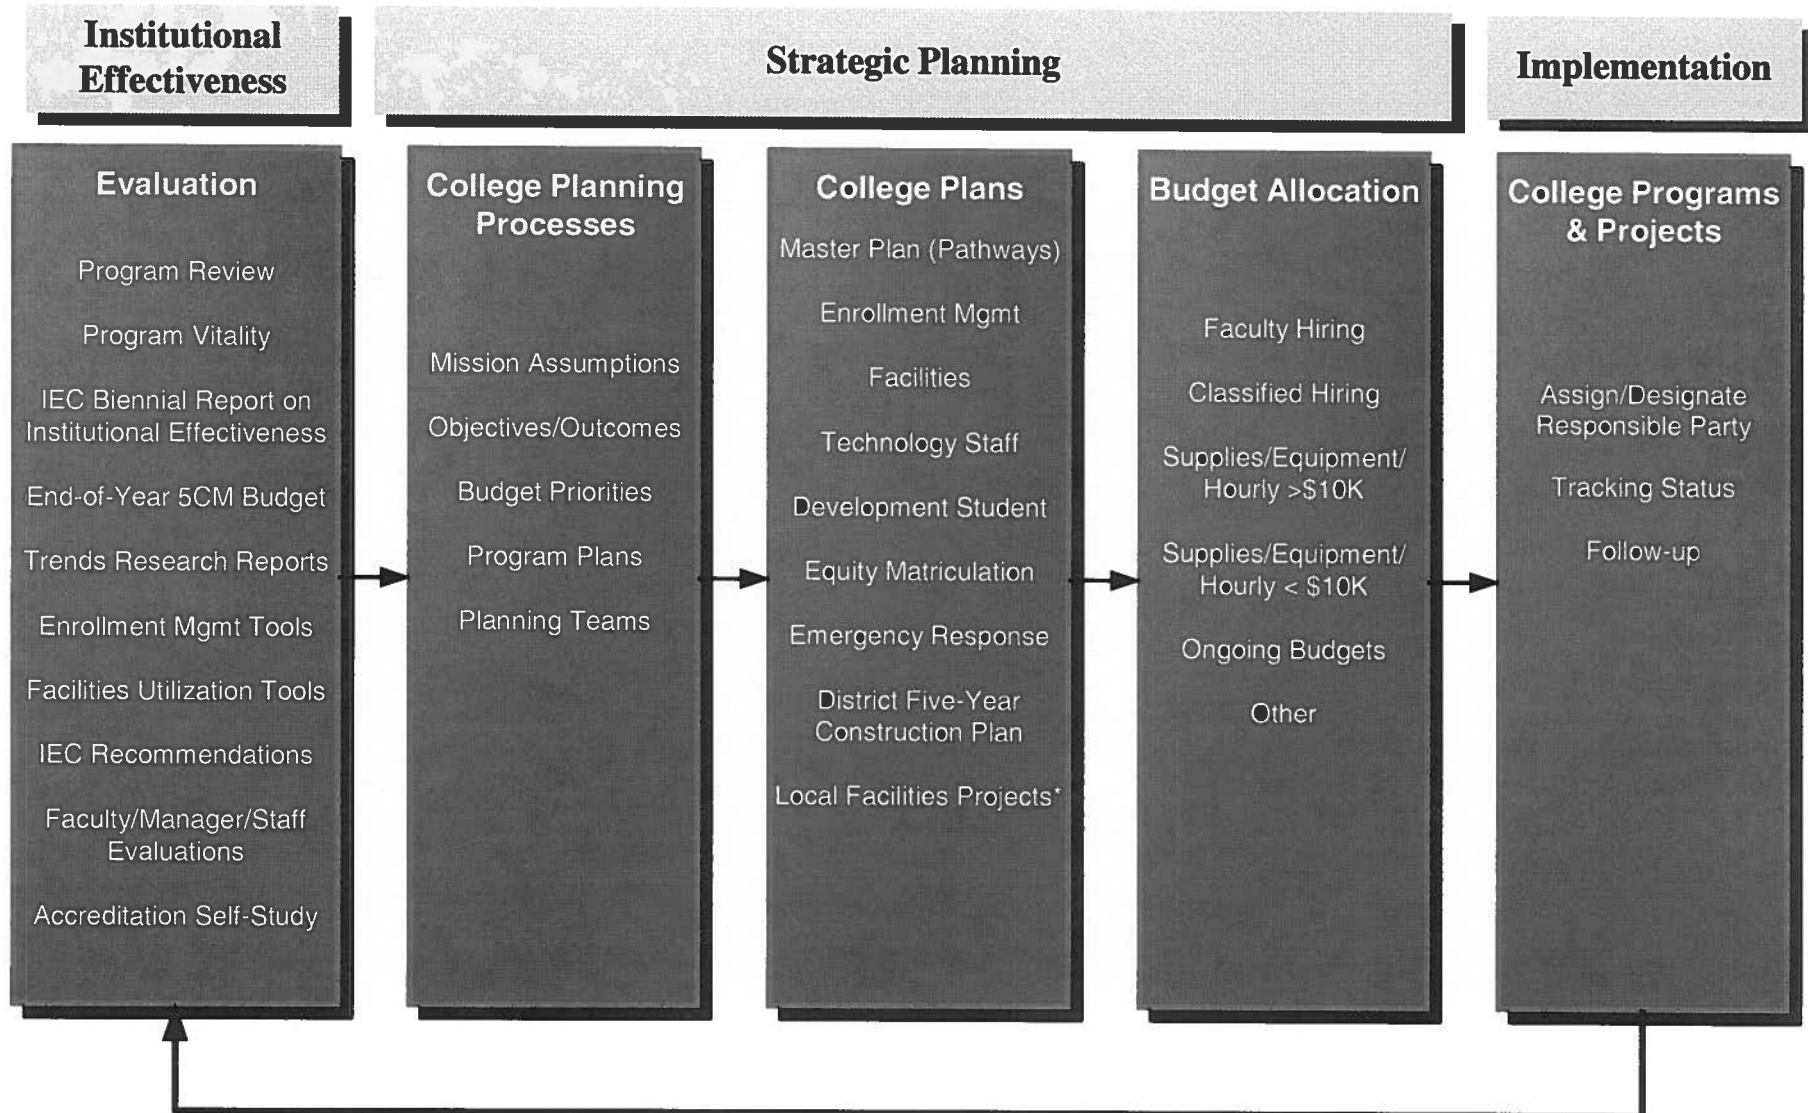 Institutional
Effectiveness
Strategic Planning
Implementation
Evaluation
Program Review
Program Vitality
IEC Biennial Report on
Institutional Effectiveness
End-of-Year 5CM Budget
Trends Research Reports
Enrollment Mgmt Tools
Facilities Utilization Tools
IEC Recommendations
Faculty/Manager/Staff
Evaluations
Accreditation Self-Study
College Planning
Processes
Mission Assumptions
Objectives/Outcomes
Budget Priorities
Program Plans
Planning Teams
College Plans
Master Plan (Pathways)
Enrollment Mgmt
Facilities
Technology Staff
Development Student
Equity Matriculation
Emergency Response
District Five-Year
Construction Plan
Local Facilities Projects*
Budget Allocation
Faculty Hiring
Classified Hiring
Supplies/Equipment/
Hourly >$10K
Supplies/Equipment/
Hourly < $10K
Ongoing Budgets
Other
College Programs
& Projects
Assign/Designate
Responsible Party
Tracking Status
Follow-up